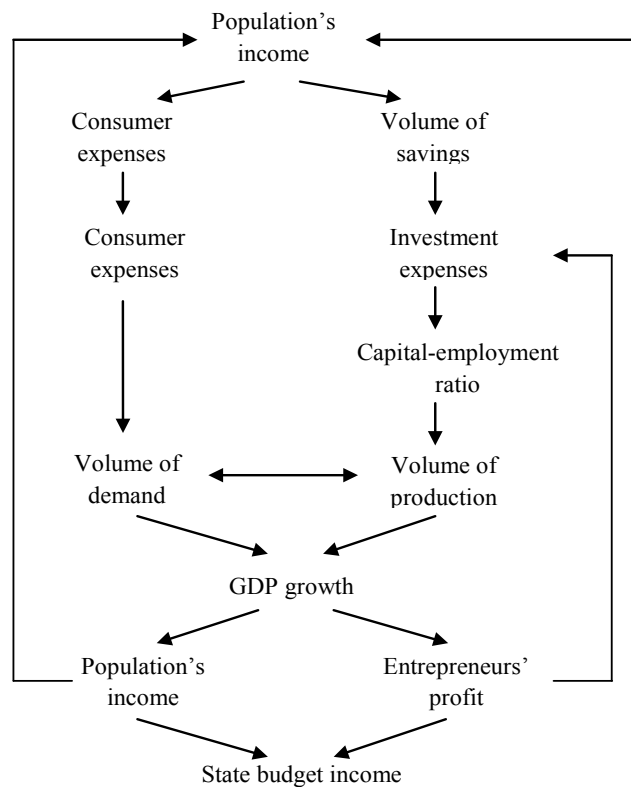 Population’s
income
Consumer
expenses
Volume of
savings
Consumer
expenses
Investment
expenses
Capital-employment
ratio
Volume of
demand
Volume of
production
GDP growth
Population’s
income
Entrepreneurs’
profit
State budget income